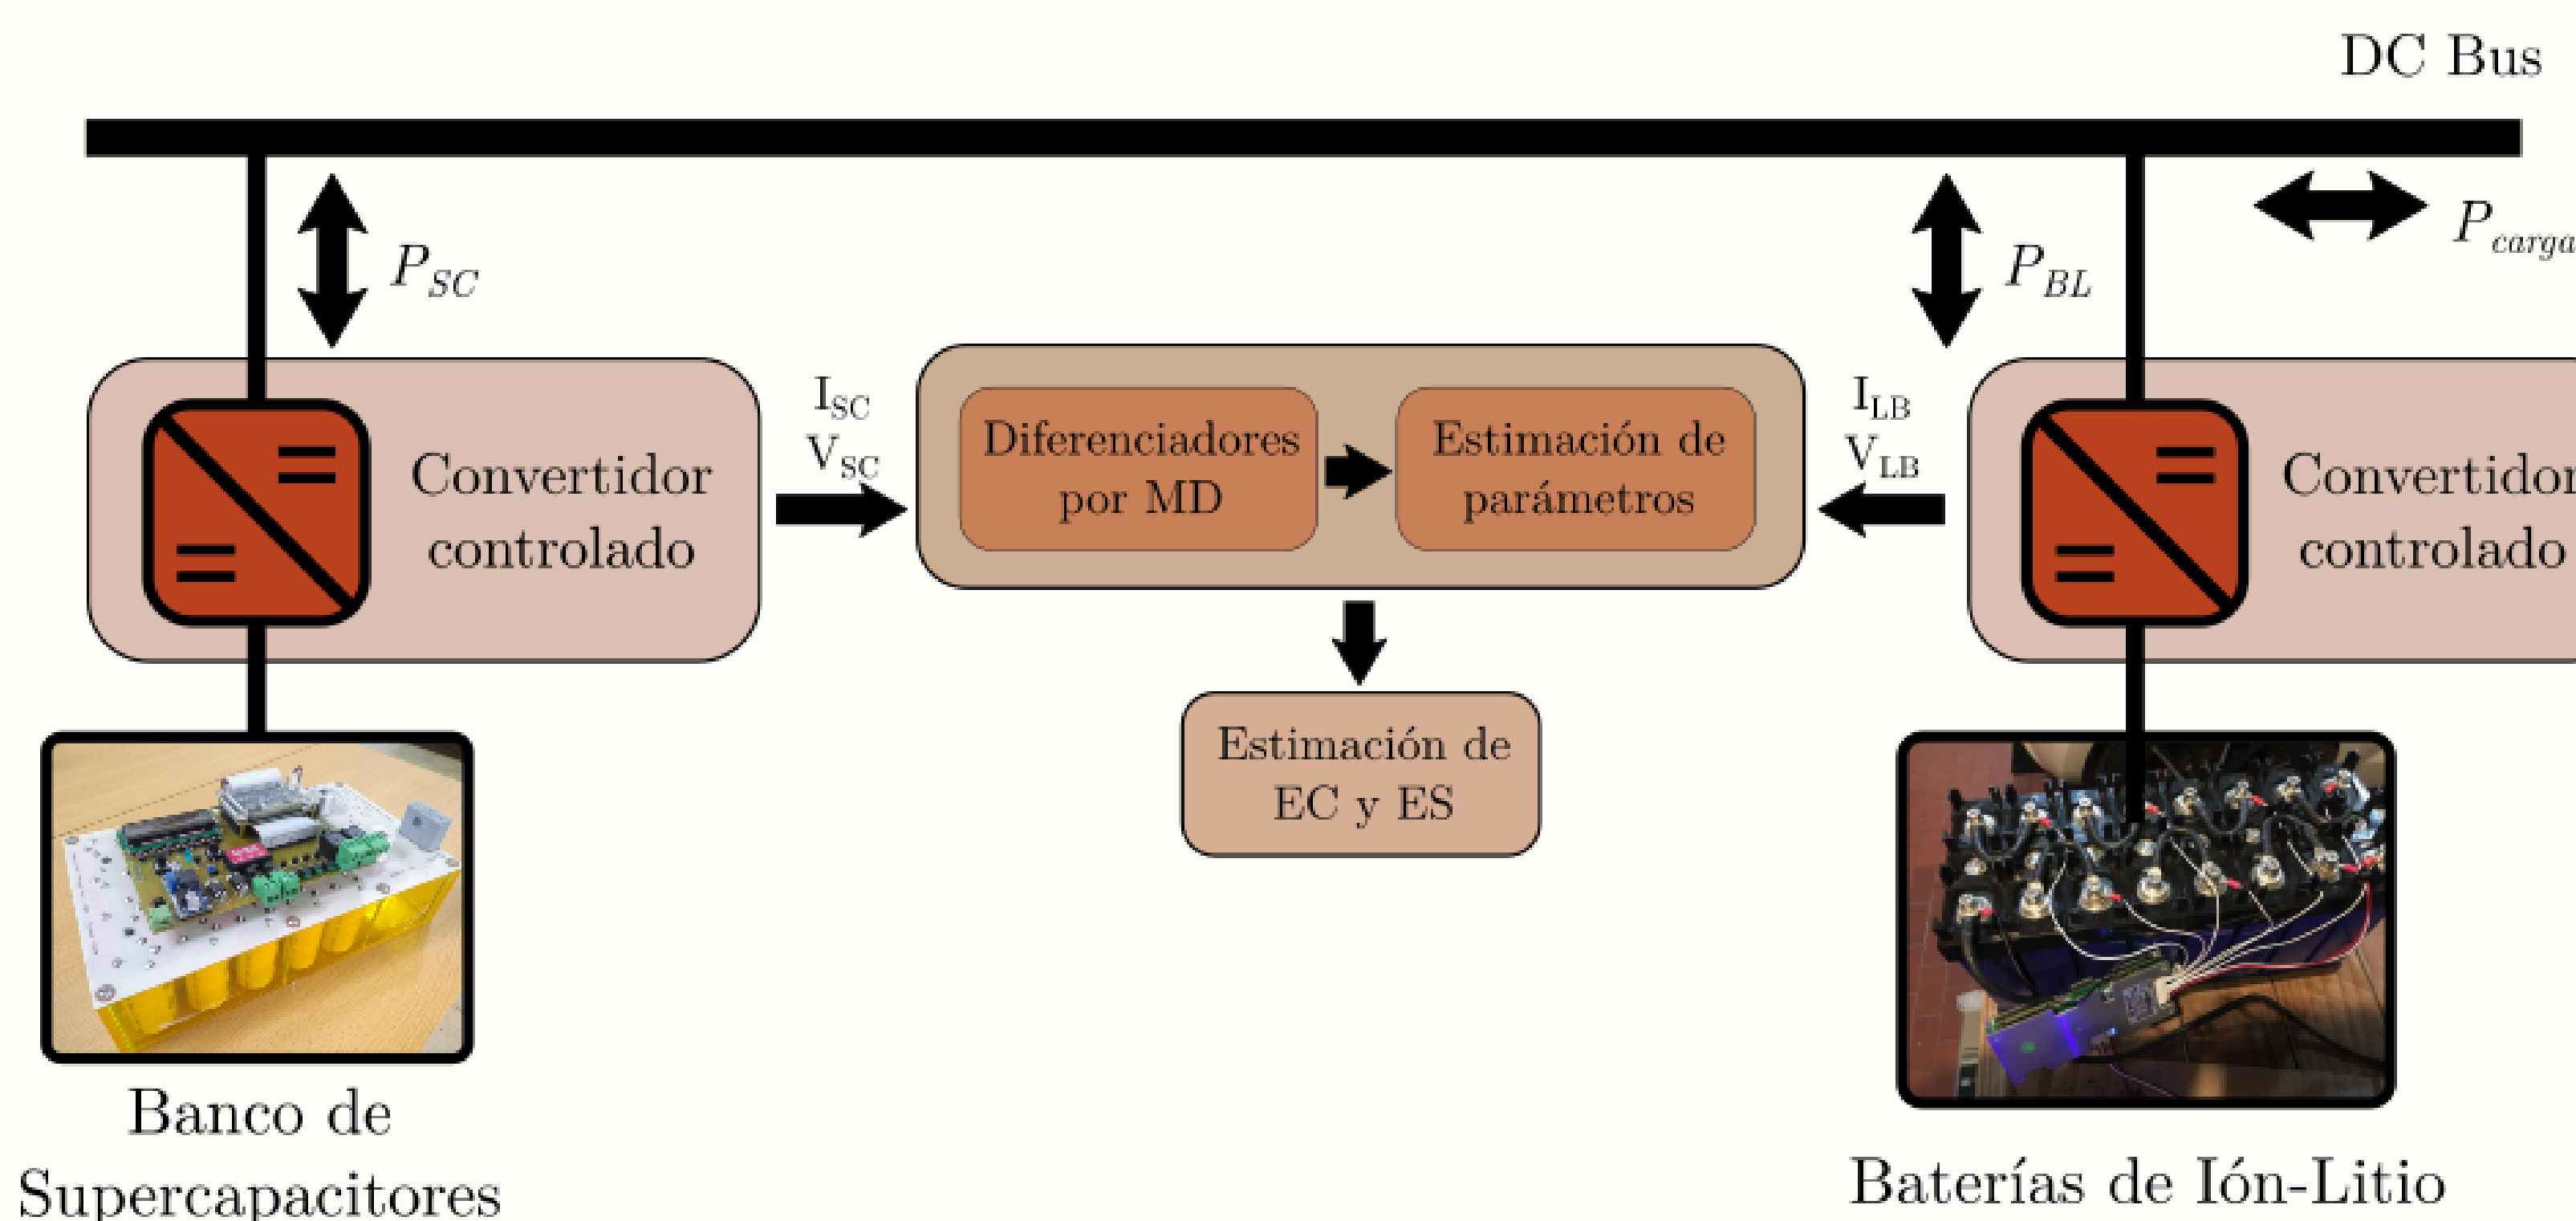 DC Bus
P_SC
P_BL
P_carga
Convertidor
controlado
I_SC
V_SC
Diferenciadores
por MD
Estimación de
parámetros
I_LB
V_LB
Convertidor
controlado
Estimación de
EC y ES
Banco de
Supercapacitores
Baterías de Ión-Litio